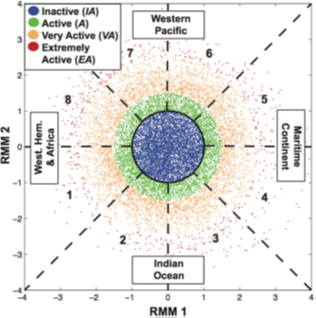 Inactive (IA)
Active (A)
Very Active (VA)
Extremely
Active (EA)
Western
Pacific
7
6
8
5
West. Hem.
& Africa
Maritime
Continent
1
4
2
3
Indian
Ocean
RMM 2
4
3
2
1
0
−1
−2
−3
−4
−4
−3
−2
−1
0
1
2
3
4
RMM 1